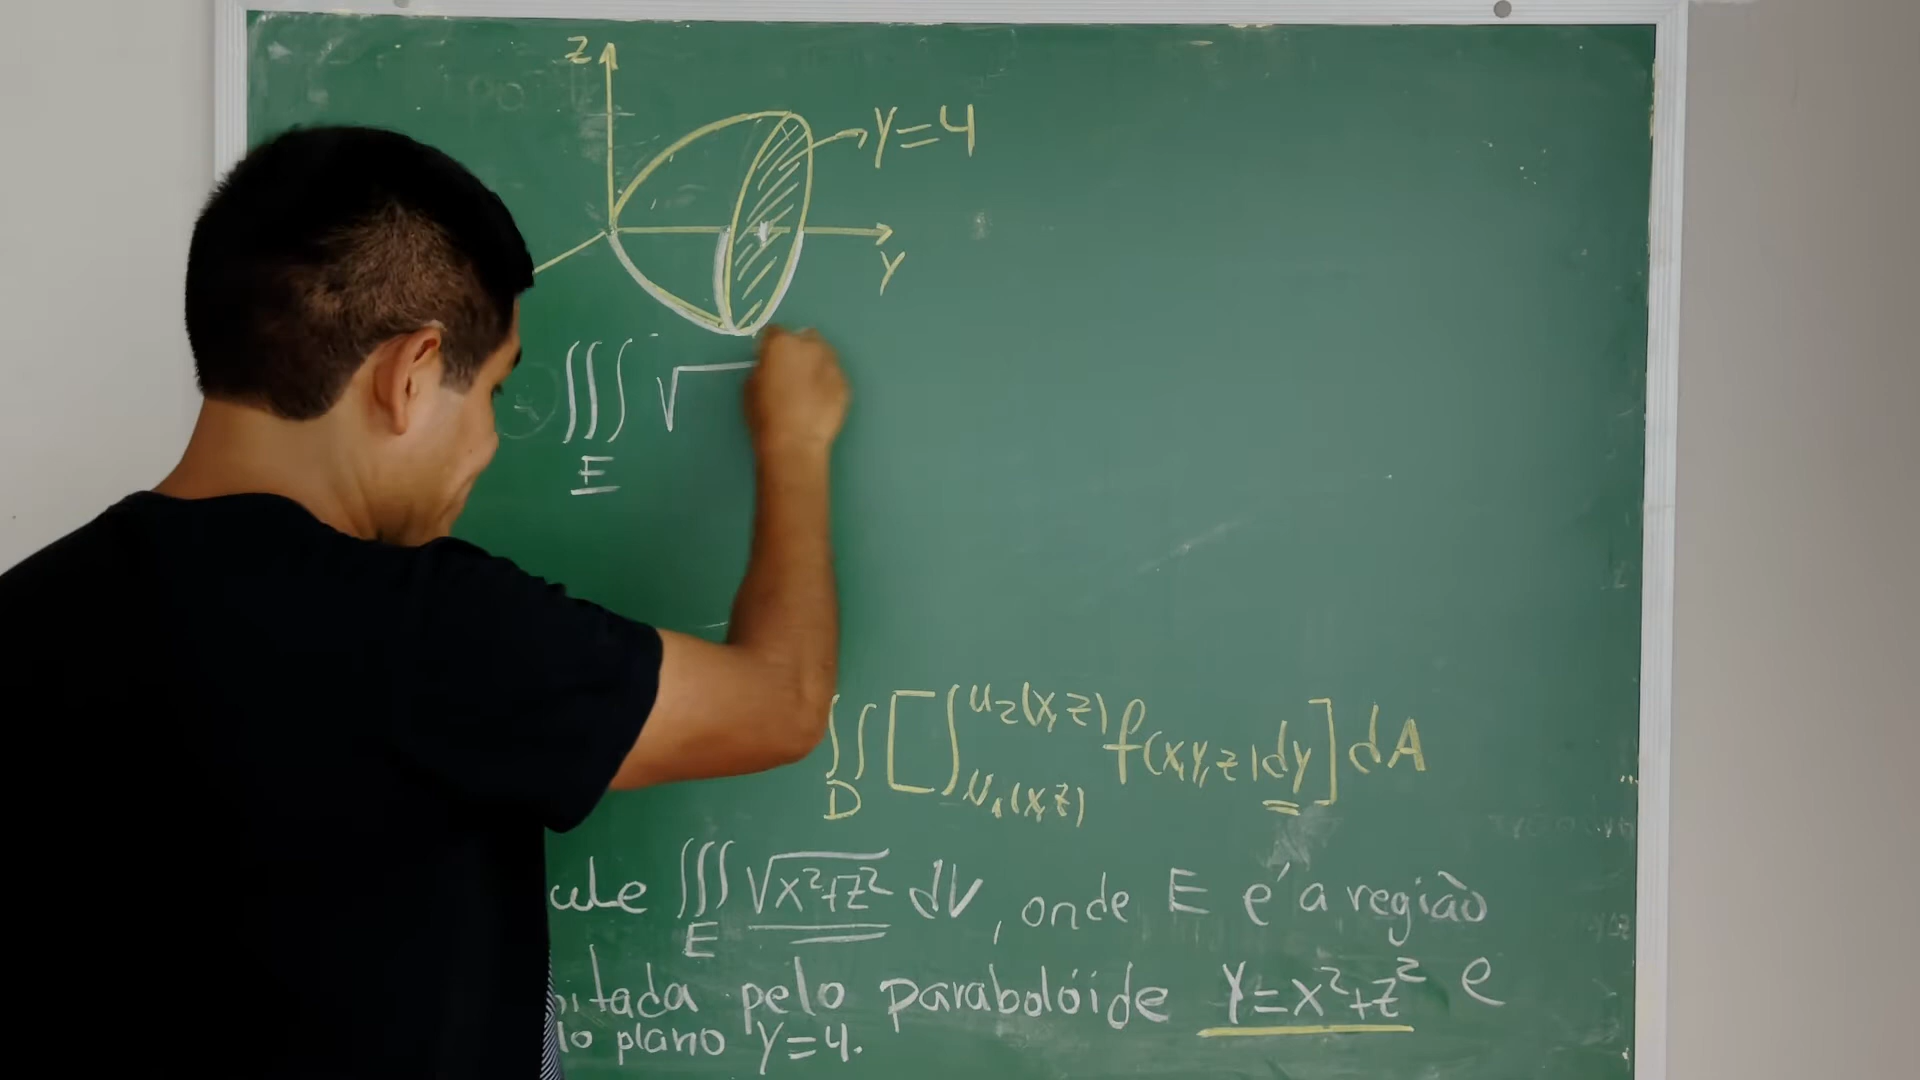 Z
Y=4
Y
∭ √
E
∬ [ ∫ u₂(x,z) f(x,y,z) dy ] dA
D u₁(x,z)
cule ∭ √x²+z² dV, onde E é a região
E
itada pelo parabolóide Y=x²+z² e
lo plano Y=4.